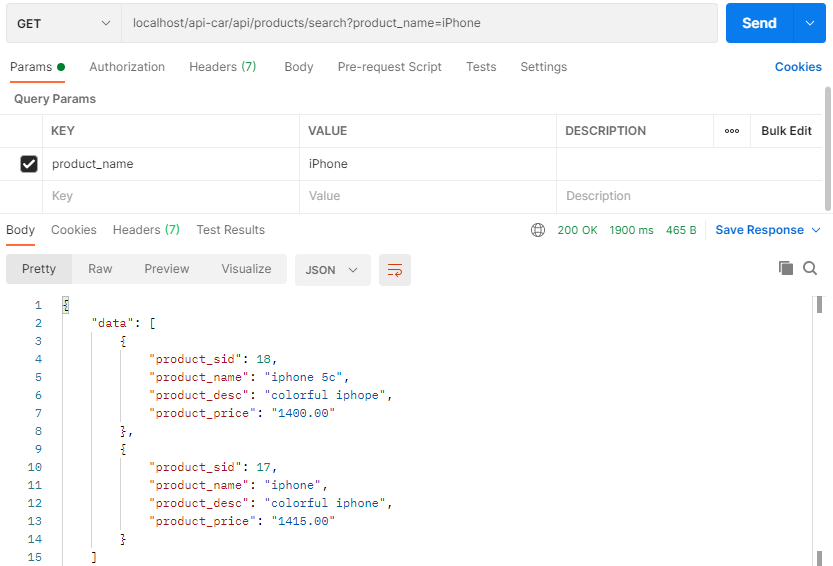 GET localhost/api-car/api/products/search?product_name=iPhone Send
Params Authorization Headers (7) Body Pre-request Script Tests Settings Cookies
Query Params
KEY VALUE DESCRIPTION ooo Bulk Edit
product_name iPhone
Key Value Description
Body Cookies Headers (7) Test Results 200 OK 1900 ms 465 B Save Response
Pretty Raw Preview Visualize JSON
1 {
2 "data": [
3 {
4 "product_sid": 18,
5 "product_name": "iphone 5c",
6 "product_desc": "colorful iphope",
7 "product_price": "1400.00"
8 },
9 {
10 "product_sid": 17,
11 "product_name": "iphone",
12 "product_desc": "colorful iphone",
13 "product_price": "1415.00"
14 }
15 ]